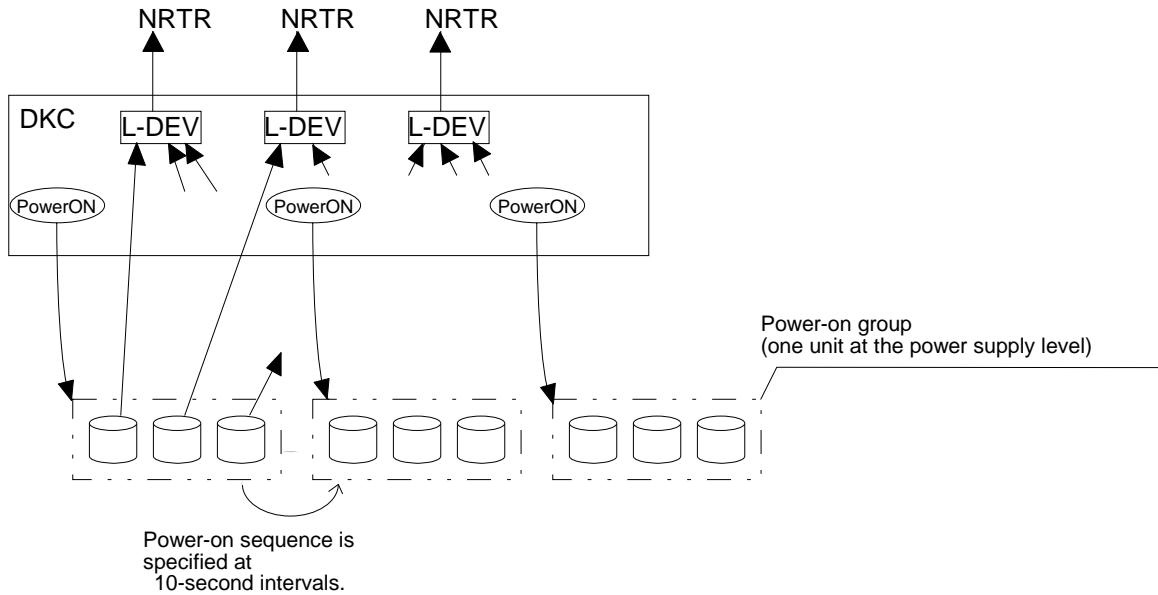 NRTR NRTR NRTR
DKC
L-DEV L-DEV L-DEV
PowerON PowerON PowerON
Power-on group
(one unit at the power supply level)
Power-on sequence is
specified at
10-second intervals.